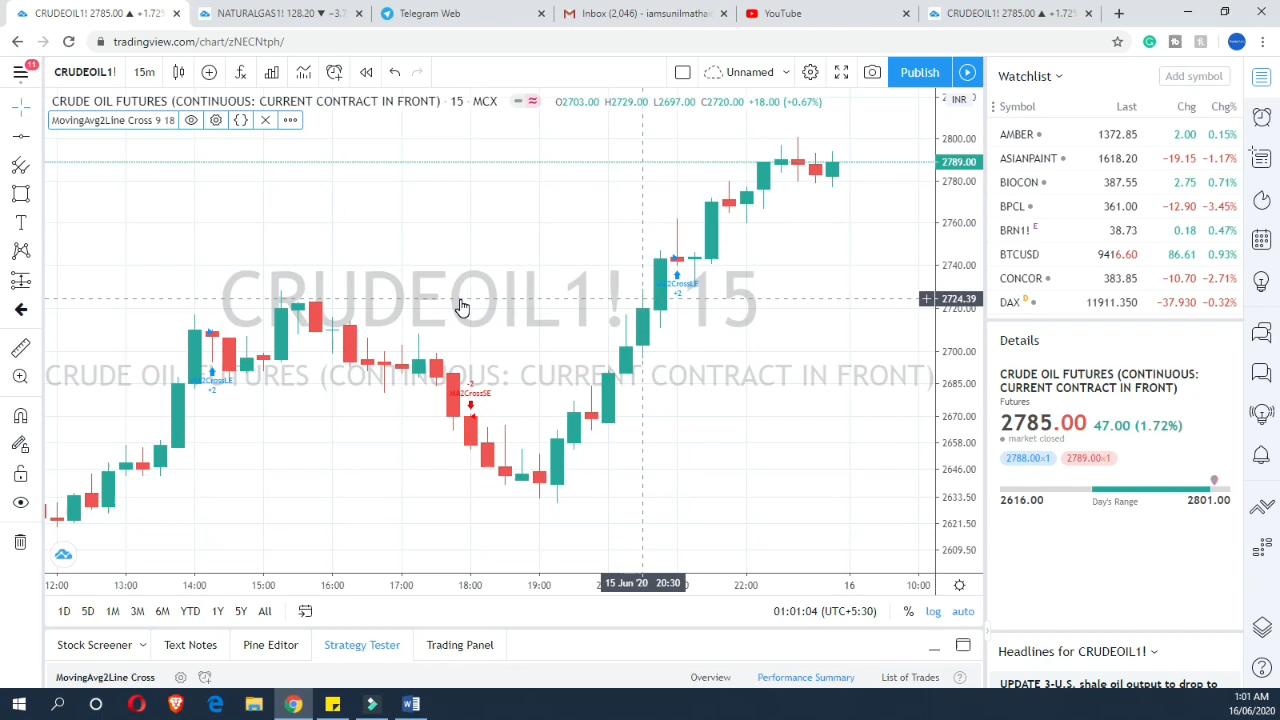 CRUDEOIL1! 2785.00 ▲ +1.72%
NATURALGAS1! 128.20 ▼ −3.7
Telegram Web
Inbox (2,046) - iamsunilmatha
YouTube
CRUDEOIL1! 2785.00 ▲ +1.72%
tradingview.com/chart/zNECNtph/
11
CRUDEOIL1!
15m
Unnamed
Publish
CRUDE OIL FUTURES (CONTINUOUS: CURRENT CONTRACT IN FRONT) · 15 · MCX
O2703.00 H2729.00 L2697.00 C2720.00 +18.00 (+0.67%)
MovingAvg2Line Cross 9 18
INR
2800.00
2789.00
2780.00
2760.00
2740.00
2724.39
2720.00
2700.00
2685.00
2670.00
2658.00
2646.00
2633.50
2621.50
2609.50
CRUDEOIL1! · 15
CRUDE OIL FUTURES (CONTINUOUS: CURRENT CONTRACT IN FRONT)
+2
-2
MA2CrossSE
+2
12:00 13:00 14:00 15:00 16:00 17:00 18:00 19:00 15 Jun '20 20:30 22:00 16 10:00
1D 5D 1M 3M 6M YTD 1Y 5Y All
01:01:04 (UTC+5:30)
% log auto
Stock Screener
Text Notes
Pine Editor
Strategy Tester
Trading Panel
MovingAvg2Line Cross
Overview
Performance Summary
List of Trades
Watchlist
Add symbol
Symbol Last Chg Chg%
AMBER 1372.85 2.00 0.15%
ASIANPAINT 1618.20 −19.15 −1.17%
BIOCON 387.55 2.75 0.71%
BPCL 361.00 −12.90 −3.45%
BRN1! E 38.73 0.18 0.47%
BTCUSD 9416.60 86.61 0.93%
CONCOR 383.85 −10.70 −2.71%
DAX D 11911.350 −37.930 −0.32%
Details
CRUDE OIL FUTURES (CONTINUOUS:
CURRENT CONTRACT IN FRONT)
Futures
2785.00 47.00 (1.72%)
market closed
2788.00×1 2789.00×1
2616.00 Day's Range 2801.00
Headlines for CRUDEOIL1!
UPDATE 3-U.S. shale oil output to drop to
1:01 AM
16/06/2020